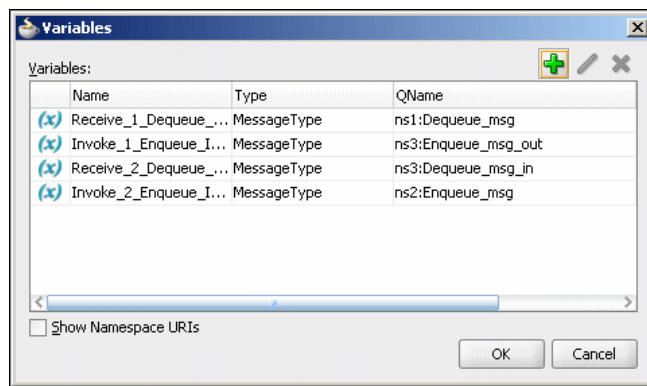 Variables
Variables:
Name Type QName
(x) Receive_1_Dequeue_... MessageType ns1:Dequeue_msg
(x) Invoke_1_Enqueue_I... MessageType ns3:Enqueue_msg_out
(x) Receive_2_Dequeue_... MessageType ns3:Dequeue_msg_in
(x) Invoke_2_Enqueue_I... MessageType ns2:Enqueue_msg
Show Namespace URIs
OK Cancel